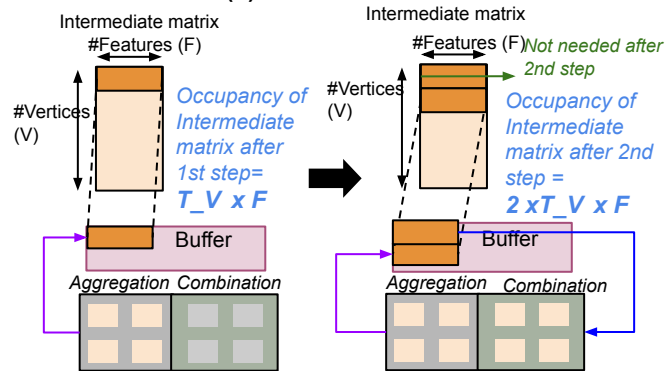 Intermediate matrix
#Features (F)
#Vertices
(V)
Occupancy of
Intermediate
matrix after
1st step=
T_V x F
Buffer
Aggregation
Combination
Intermediate matrix
#Features (F)
Not needed after
2nd step
#Vertices
(V)
Occupancy of
Intermediate
matrix after 2nd
step =
2 xT_V x F
Buffer
Aggregation
Combination